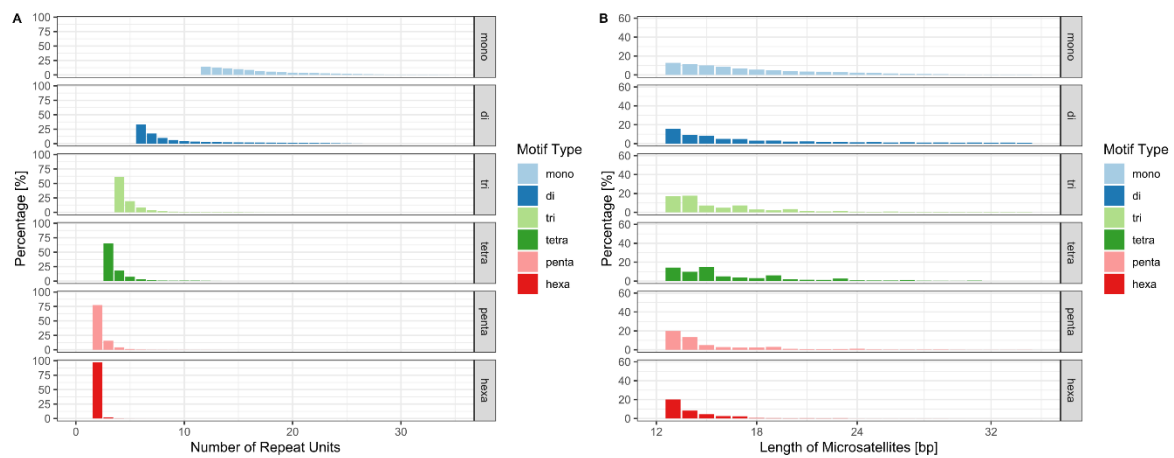 A
Percentage [%]
100
75
50
25
0
mono
100
75
50
25
0
di
100
75
50
25
0
tri
100
75
50
25
0
tetra
100
75
50
25
0
penta
100
75
50
25
0
hexa
0 10 20 30
Number of Repeat Units
Motif Type
mono
di
tri
tetra
penta
hexa
B
Percentage [%]
60
40
20
0
mono
60
40
20
0
di
60
40
20
0
tri
60
40
20
0
tetra
60
40
20
0
penta
60
40
20
0
hexa
12 18 24 32
Length of Microsatellites [bp]
Motif Type
mono
di
tri
tetra
penta
hexa